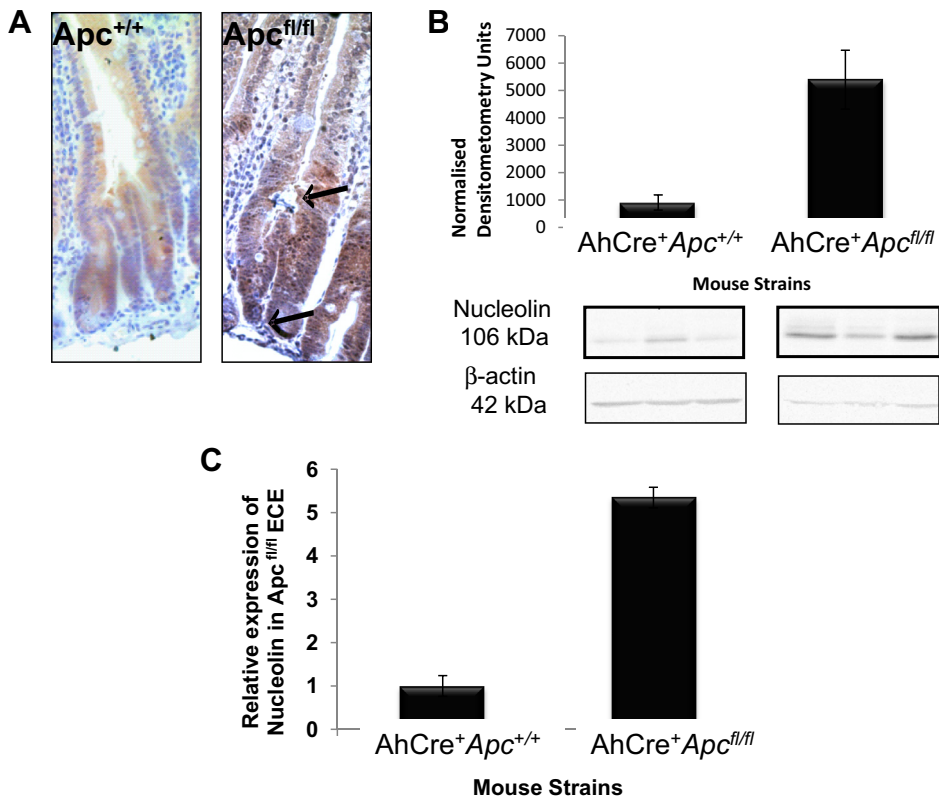 A
Apc+/+
Apcfl/fl
B
Normalised
Densitometometry Units
7000
6000
5000
4000
3000
2000
1000
0
AhCre+Apc+/+
AhCre+Apcfl/fl
Mouse Strains
Nucleolin
106 kDa
β-actin
42 kDa
C
Relative expression of
Nucleolin in Apc fl/fl ECE
6
5
4
3
2
1
0
AhCre+Apc+/+
AhCre+Apcfl/fl
Mouse Strains